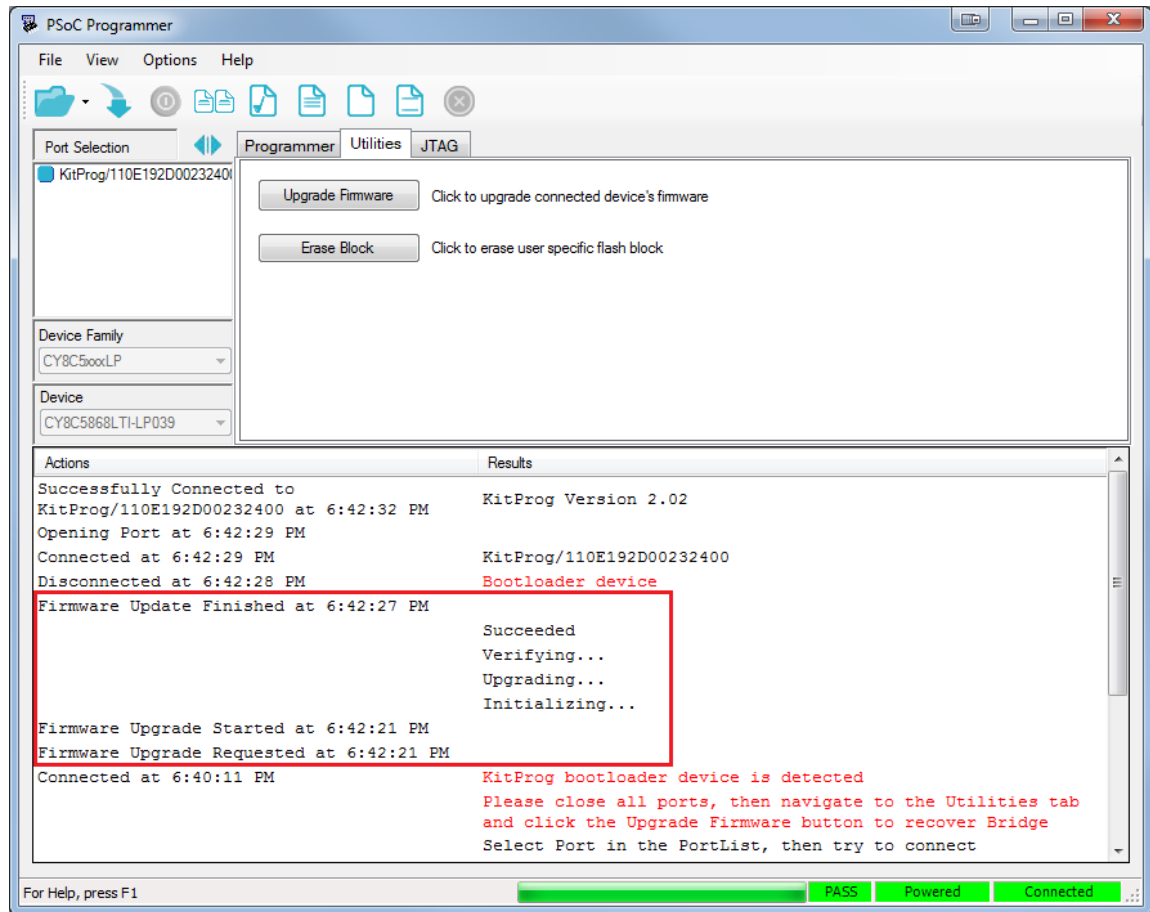 PSoC Programmer
File View Options Help
Port Selection
Programmer Utilities JTAG
KitProg/110E192D0023240
Upgrade Firmware Click to upgrade connected device's firmware
Erase Block Click to erase user specific flash block
Device Family
CY8C5xxxLP
Device
CY8C5868LTI-LP039
Actions Results
Successfully Connected to
KitProg/110E192D00232400 at 6:42:32 PM KitProg Version 2.02
Opening Port at 6:42:29 PM
Connected at 6:42:29 PM KitProg/110E192D00232400
Disconnected at 6:42:28 PM Bootloader device
Firmware Update Finished at 6:42:27 PM
Succeeded
Verifying...
Upgrading...
Initializing...
Firmware Upgrade Started at 6:42:21 PM
Firmware Upgrade Requested at 6:42:21 PM
Connected at 6:40:11 PM KitProg bootloader device is detected
Please close all ports, then navigate to the Utilities tab
and click the Upgrade Firmware button to recover Bridge
Select Port in the PortList, then try to connect
For Help, press F1 PASS Powered Connected